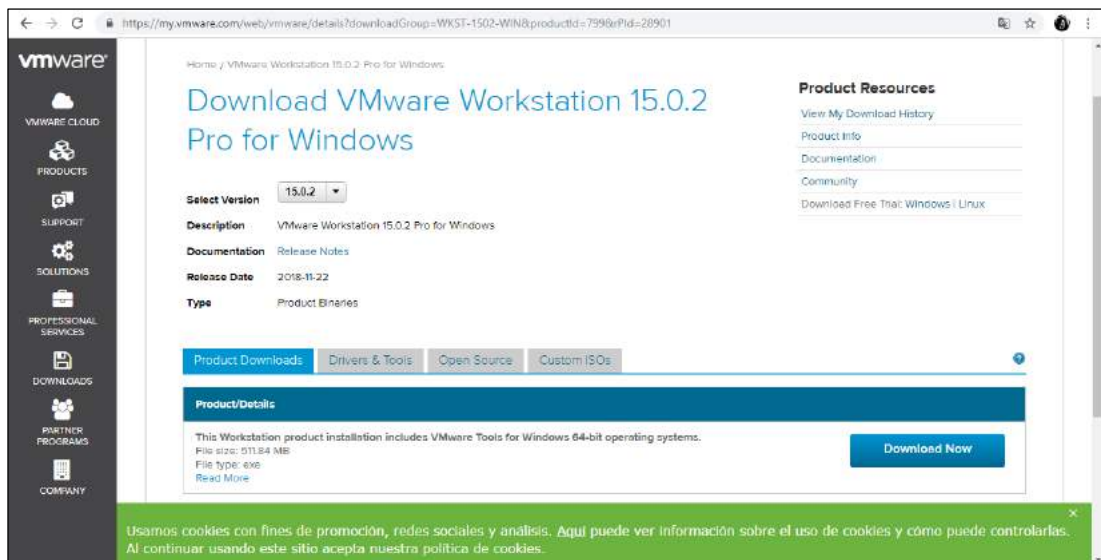 https://my.vmware.com/web/vmware/details?downloadGroup=WKST-1502-WIN&productId=799&rPId=28901
vmware
VMWARE CLOUD
PRODUCTS
SUPPORT
SOLUTIONS
PROFESSIONAL
SERVICES
DOWNLOADS
PARTNER
PROGRAMS
COMPANY
Home / VMware Workstation 15.0.2 Pro for Windows
Download VMware Workstation 15.0.2
Pro for Windows
Select Version 15.0.2
Description VMware Workstation 15.0.2 Pro for Windows
Documentation Release Notes
Release Date 2018-11-22
Type Product Binaries
Product Resources
View My Download History
Product Info
Documentation
Community
Download Free Trial: Windows | Linux
Product Downloads Drivers & Tools Open Source Custom ISOs
Product/Details
This Workstation product installation includes VMware Tools for Windows 64-bit operating systems.
File size: 511.84 MB
File type: exe
Read More
Download Now
Usamos cookies con fines de promoción, redes sociales y análisis. Aquí puede ver información sobre el uso de cookies y cómo puede controlarlas.
Al continuar usando este sitio acepta nuestra política de cookies.